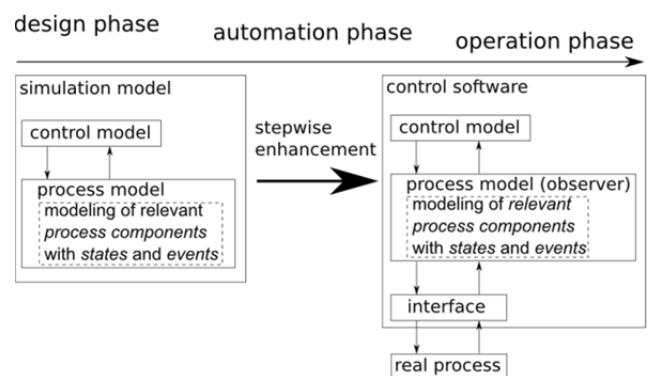 design phase
automation phase
operation phase
simulation model
control model
process model
modeling of relevant
process components
with states and events
stepwise
enhancement
control software
control model
process model (observer)
modeling of relevant
process components
with states and events
interface
real process